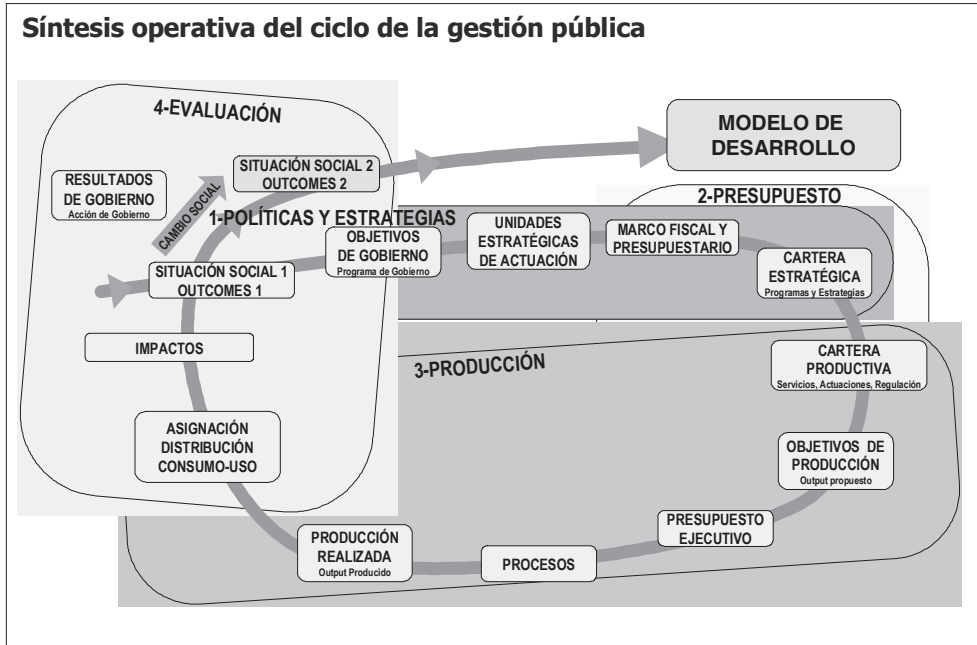 Síntesis operativa del ciclo de la gestión pública
4-EVALUACIÓN
MODELO DE
DESARROLLO
SITUACIÓN SOCIAL 2
OUTCOMES 2
RESULTADOS
DE GOBIERNO
Acción de Gobierno
CAMBIO SOCIAL
2-PRESUPUESTO
1-POLÍTICAS Y ESTRATEGIAS
OBJETIVOS
DE GOBIERNO
Programa de Gobierno
UNIDADES
ESTRATÉGICAS
DE ACTUACIÓN
MARCO FISCAL Y
PRESUPUESTARIO
CARTERA
ESTRATÉGICA
Programas y Estrategias
SITUACIÓN SOCIAL 1
OUTCOMES 1
IMPACTOS
3-PRODUCCIÓN
CARTERA
PRODUCTIVA
Servicios, Actuaciones, Regulación
ASIGNACIÓN
DISTRIBUCIÓN
CONSUMO-USO
OBJETIVOS DE
PRODUCCIÓN
Output propuesto
PRESUPUESTO
EJECUTIVO
PRODUCCIÓN
REALIZADA
Output Producido
PROCESOS